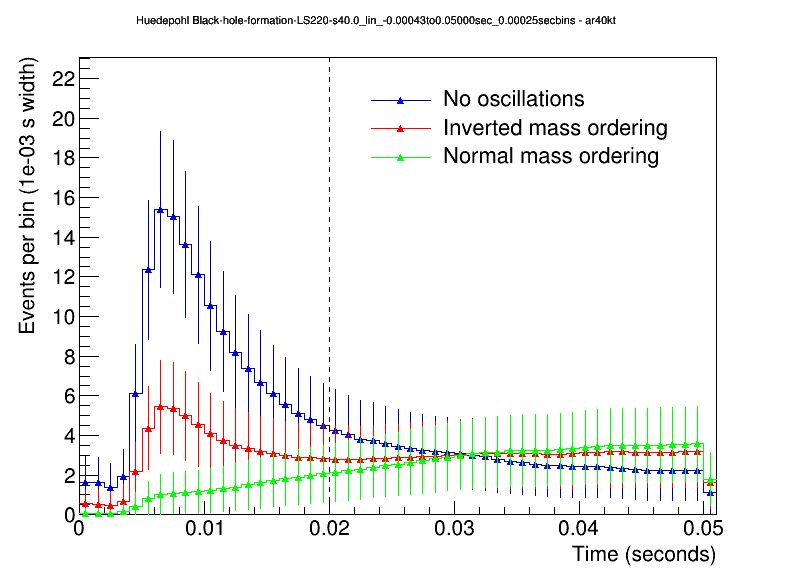 Huedepohl Black-hole-formation-LS220-s40.0_lin_-0.00043to0.05000sec_0.00025secbins - ar40kt
Events per bin (1e-03 s width)
No oscillations
Inverted mass ordering
Normal mass ordering
22
20
18
16
14
12
10
8
6
4
2
0
0 0.01 0.02 0.03 0.04 0.05
Time (seconds)